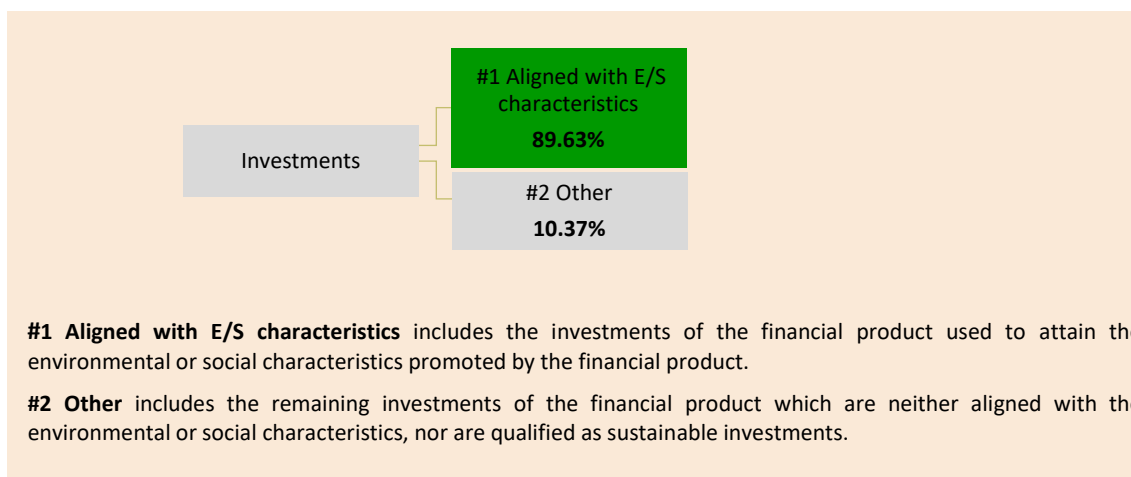 #1 Aligned with E/S
characteristics
89.63%
Investments
#2 Other
10.37%
#1 Aligned with E/S characteristics includes the investments of the financial product used to attain the
environmental or social characteristics promoted by the financial product.
#2 Other includes the remaining investments of the financial product which are neither aligned with the
environmental or social characteristics, nor are qualified as sustainable investments.